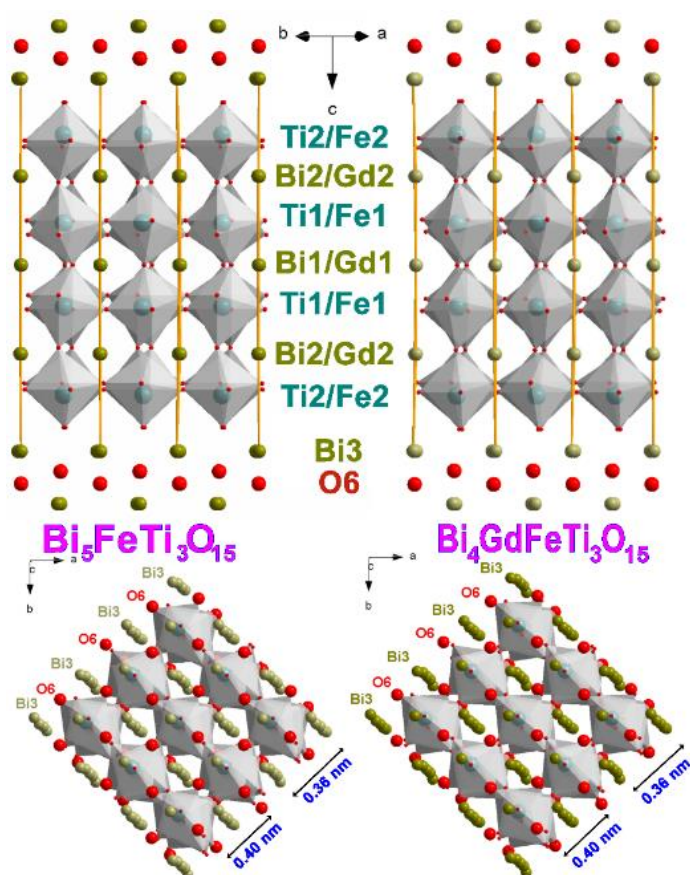 b a
c
Ti2/Fe2
Bi2/Gd2
Ti1/Fe1
Bi1/Gd1
Ti1/Fe1
Bi2/Gd2
Ti2/Fe2
Bi3
O6
Bi₅FeTi₃O₁₅
Bi₄GdFeTi₃O₁₅
c a
b
Bi3
O6
Bi3
O6
Bi3
O6
Bi3
0.36 nm
0.40 nm
c a
b
Bi3
O6
Bi3
O6
Bi3
O6
Bi3
0.36 nm
0.40 nm